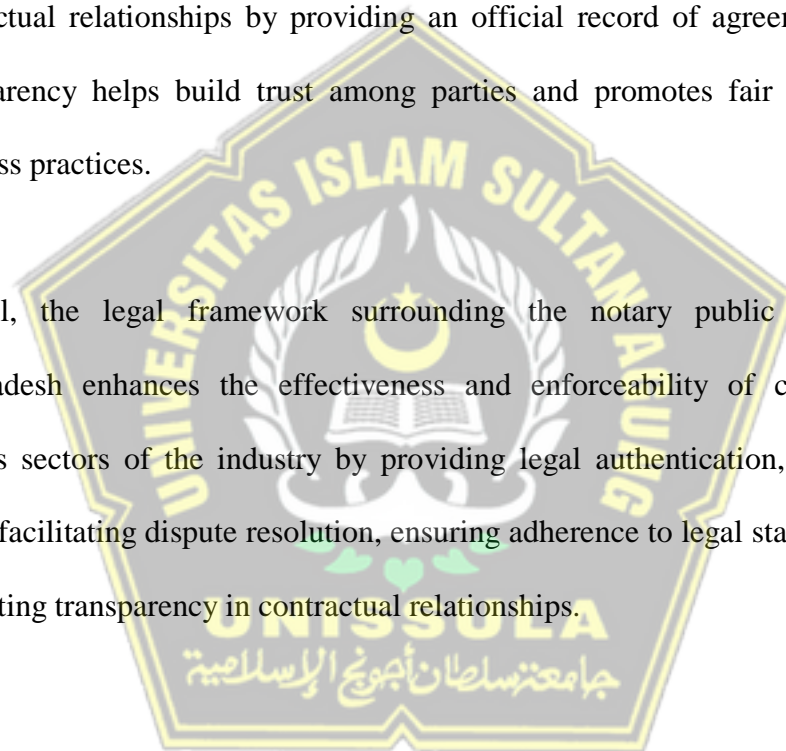 ctual relationships by providing an official record of agreen
parency helps build trust among parties and promotes fair
ss practices.
l, the legal framework surrounding the notary public
adesh enhances the effectiveness and enforceability of c
s sectors of the industry by providing legal authentication,
facilitating dispute resolution, ensuring adherence to legal sta
ting transparency in contractual relationships.
UNIVERSITAS ISLAM SULTAN AGUNG
UNISSULA
جامعة سلطان أجونج الإسلامية